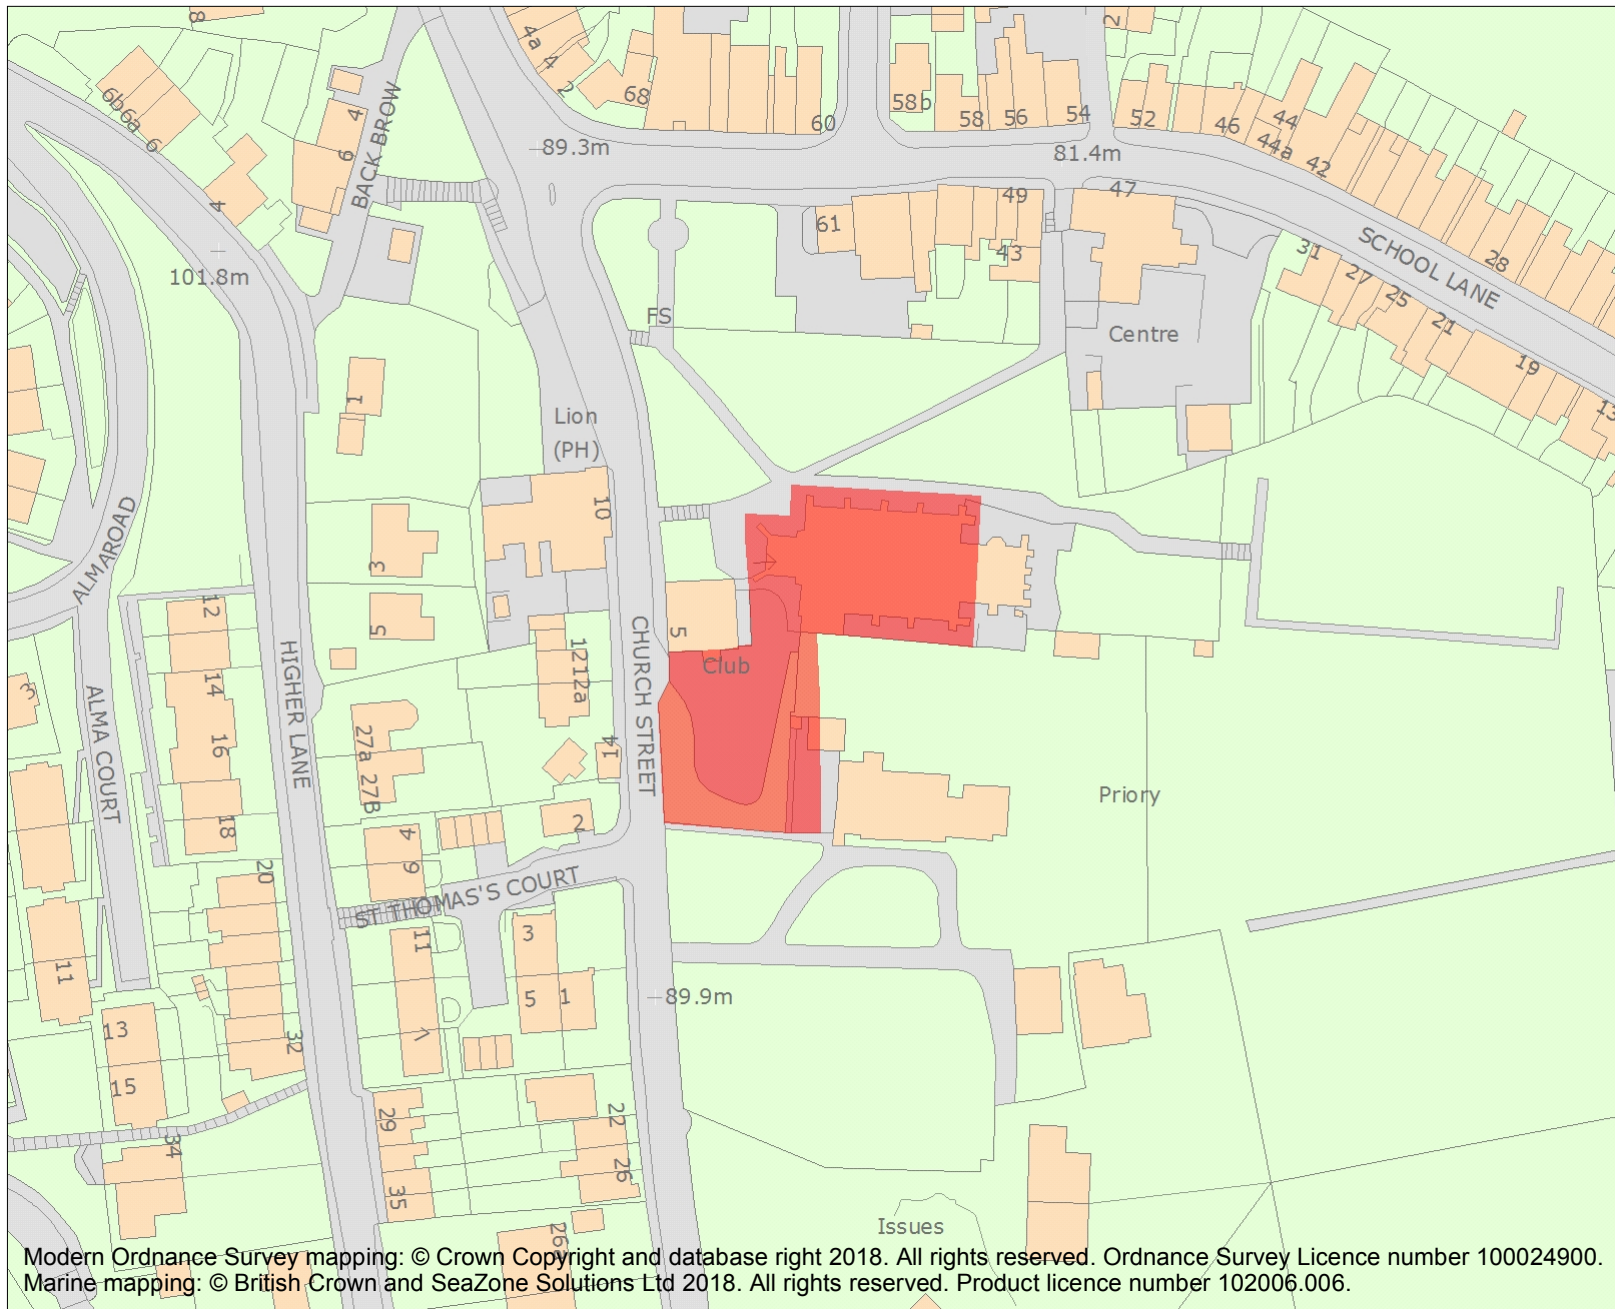 8
4a
4
2
68
60
58b
58
56
54
2
52
46
44
44a
42
6b6a
6
4
6
BACK BROW
4
89.3m
81.4m
61
49
43
47
SCHOOL LANE
28
31
27
25
21
19
13
101.8m
FS
Centre
1
Lion
(PH)
10
3
5
ALMAROAD
12
14
16
18
HIGHER LANE
ALMA COURT
3
27a 27B
1212a
14
CHURCH STREET
5
Club
Priory
2
4
6
20
ST THOMAS'S COURT
11
3
5
1
7
89.9m
11
13
15
32
34
29
35
22
26
26a
Issues
Modern Ordnance Survey mapping: © Crown Copyright and database right 2018. All rights reserved. Ordnance Survey Licence number 100024900.
Marine mapping: © British Crown and SeaZone Solutions Ltd 2018. All rights reserved. Product licence number 102006.006.